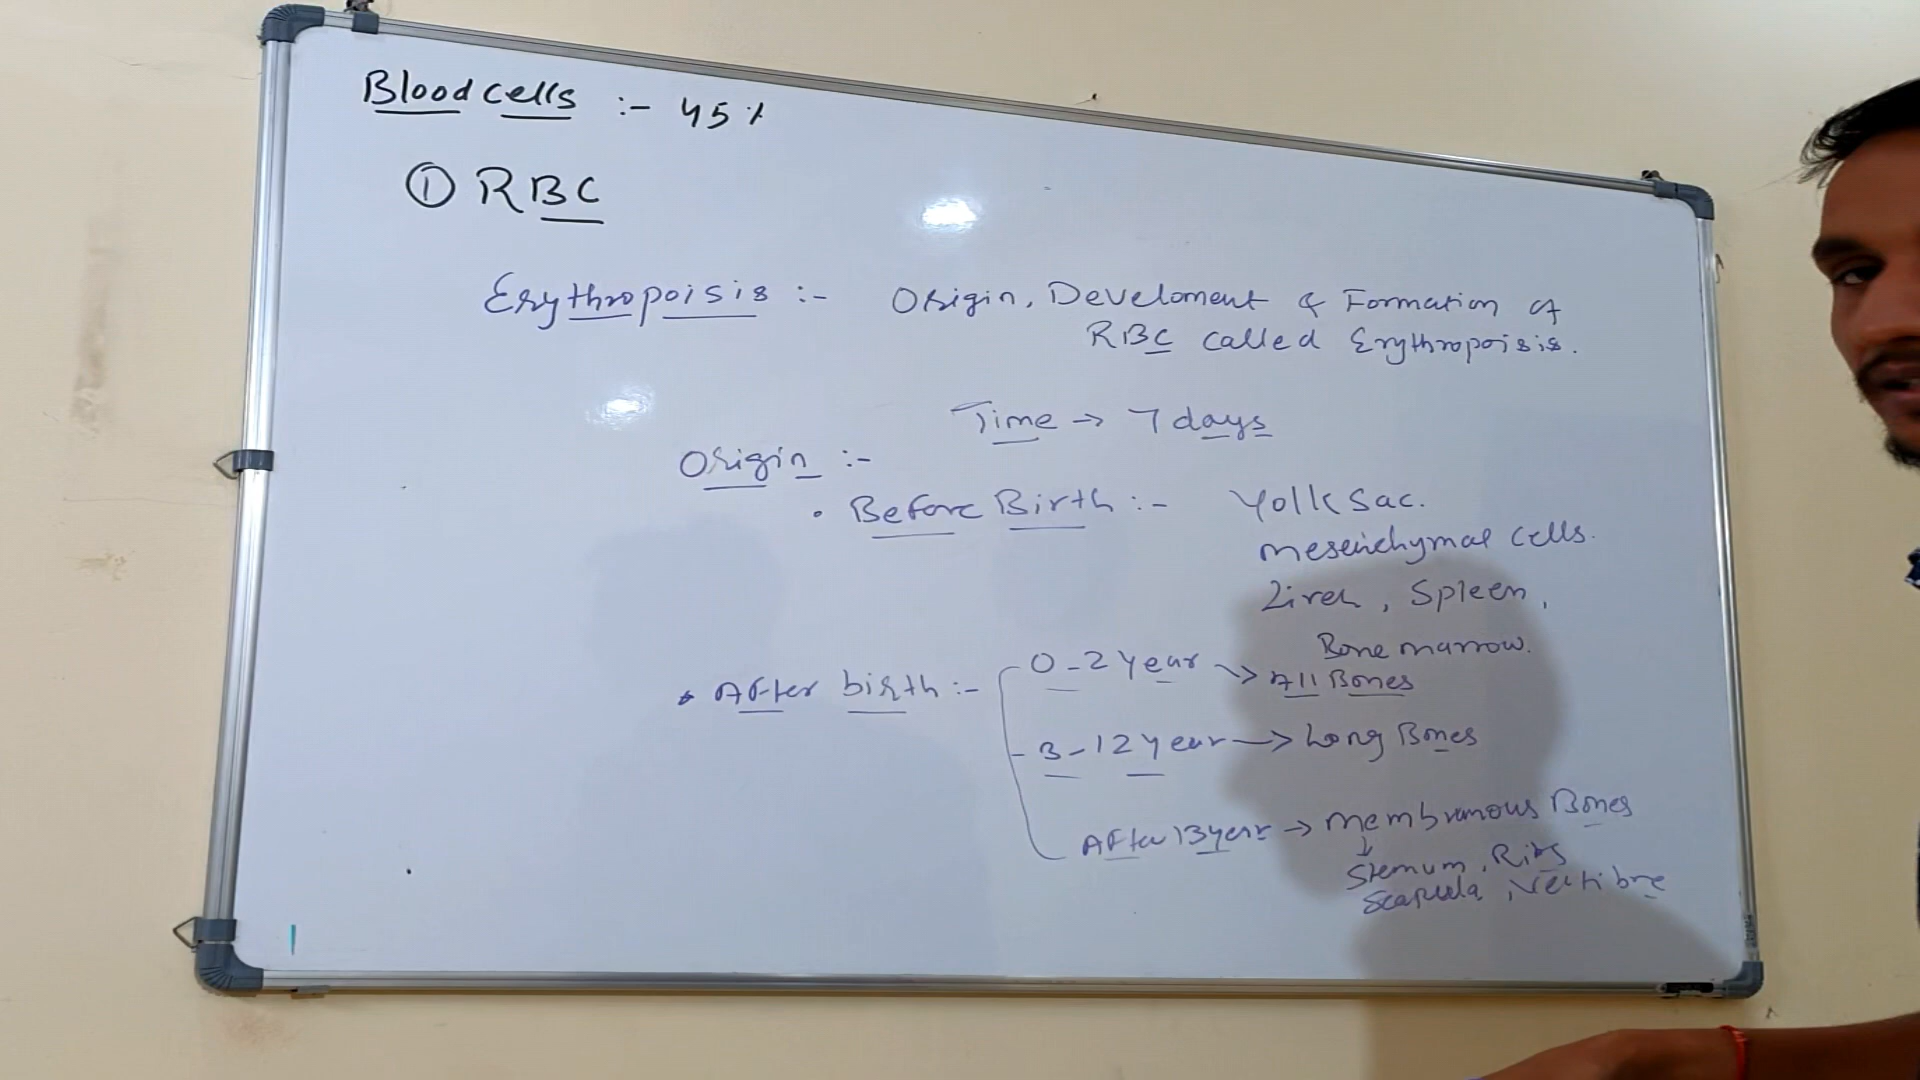 Blood cells :- 45%
① RBC
Erythropoisis :- Origin, Develoment & Formation of
RBC called Erythropoisis.
Time → 7 days
Origin :-
• Before Birth :- Yolk Sac.
mesenchymal cells.
Liver, Spleen,
Bone marrow.
• After birth :- 0-2 year → All Bones
3-12 year → Long Bones
After 13 year → membranous Bones
↓
Sternum, Ribs
Scapula, Vertibre